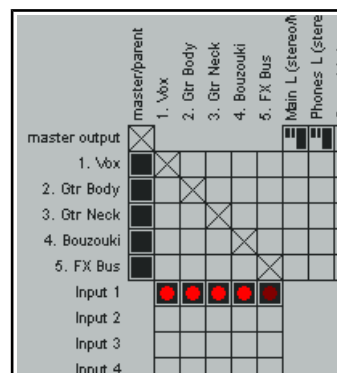 master/parent
1. Vox
2. Gtr Body
3. Gtr Neck
4. Bouzouki
5. FX Bus
Main L (stereo/M
Phones L (stere
master output
1. Vox
2. Gtr Body
3. Gtr Neck
4. Bouzouki
5. FX Bus
Input 1
Input 2
Input 3
Input 4